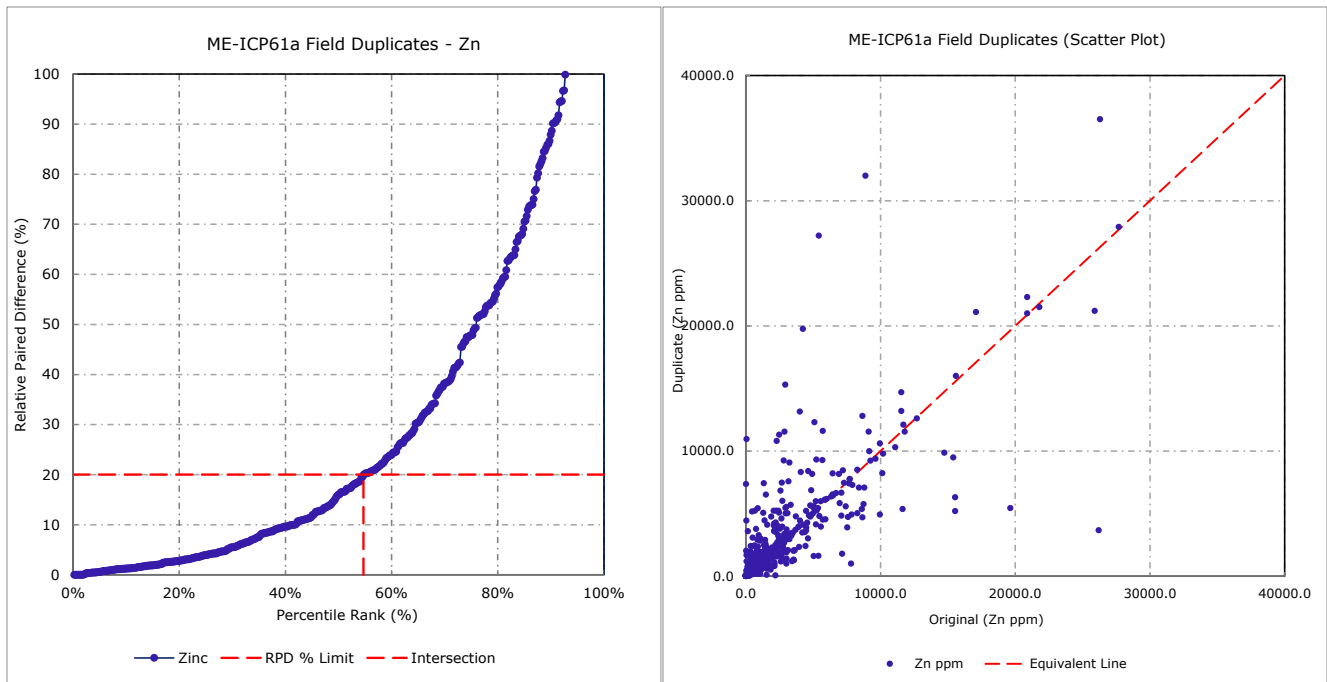 ME-ICP61a Field Duplicates - Zn
100
90
80
70
60
50
40
30
20
10
0
Relative Paired Difference (%)
0%
20%
40%
60%
80%
100%
Percentile Rank (%)
Zinc
RPD % Limit
Intersection
ME-ICP61a Field Duplicates (Scatter Plot)
40000.0
30000.0
20000.0
10000.0
0.0
Duplicate (Zn ppm)
0.0
10000.0
20000.0
30000.0
40000.0
Original (Zn ppm)
Zn ppm
Equivalent Line